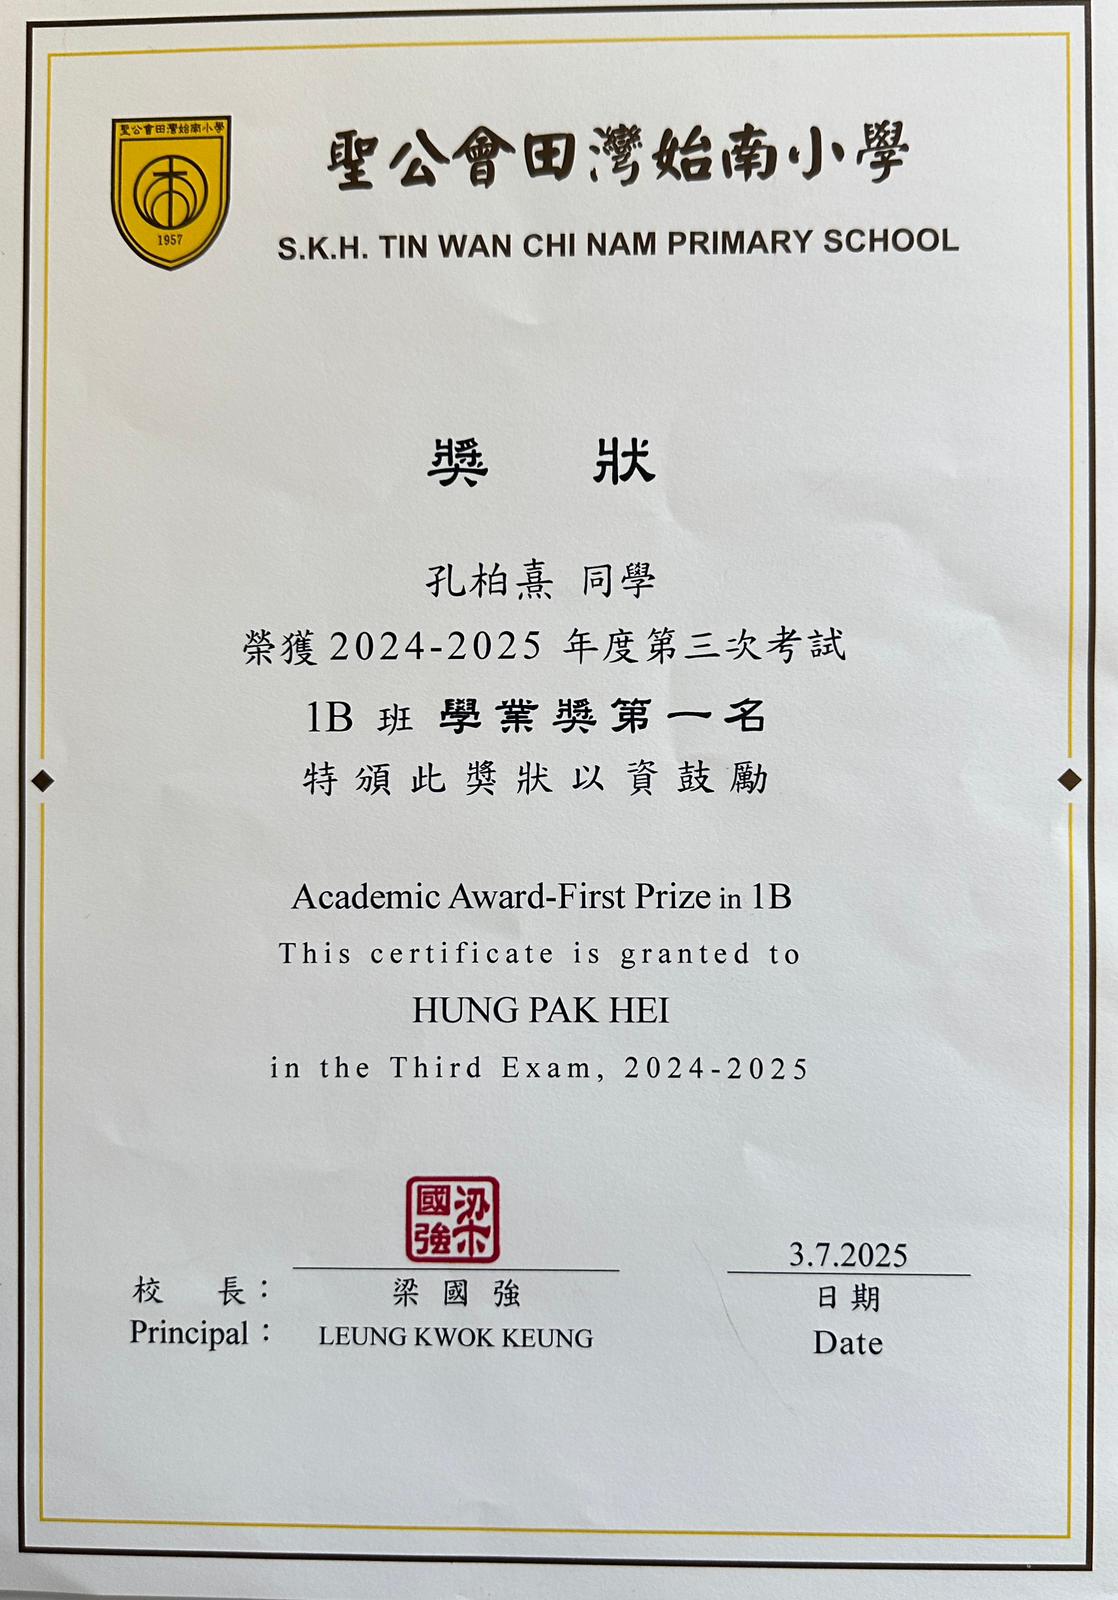 聖公會田灣始南小學
1957
聖公會田灣始南小學
S.K.H. TIN WAN CHI NAM PRIMARY SCHOOL
獎 狀
孔柏熹 同學
榮獲 2024-2025 年度第三次考試
1B 班 學業獎第一名
特頒此獎狀以資鼓勵
Academic Award-First Prize in 1B
This certificate is granted to
HUNG PAK HEI
in the Third Exam, 2024-2025
梁國強
校 長：
梁國強
Principal： LEUNG KWOK KEUNG
3.7.2025
日期
Date